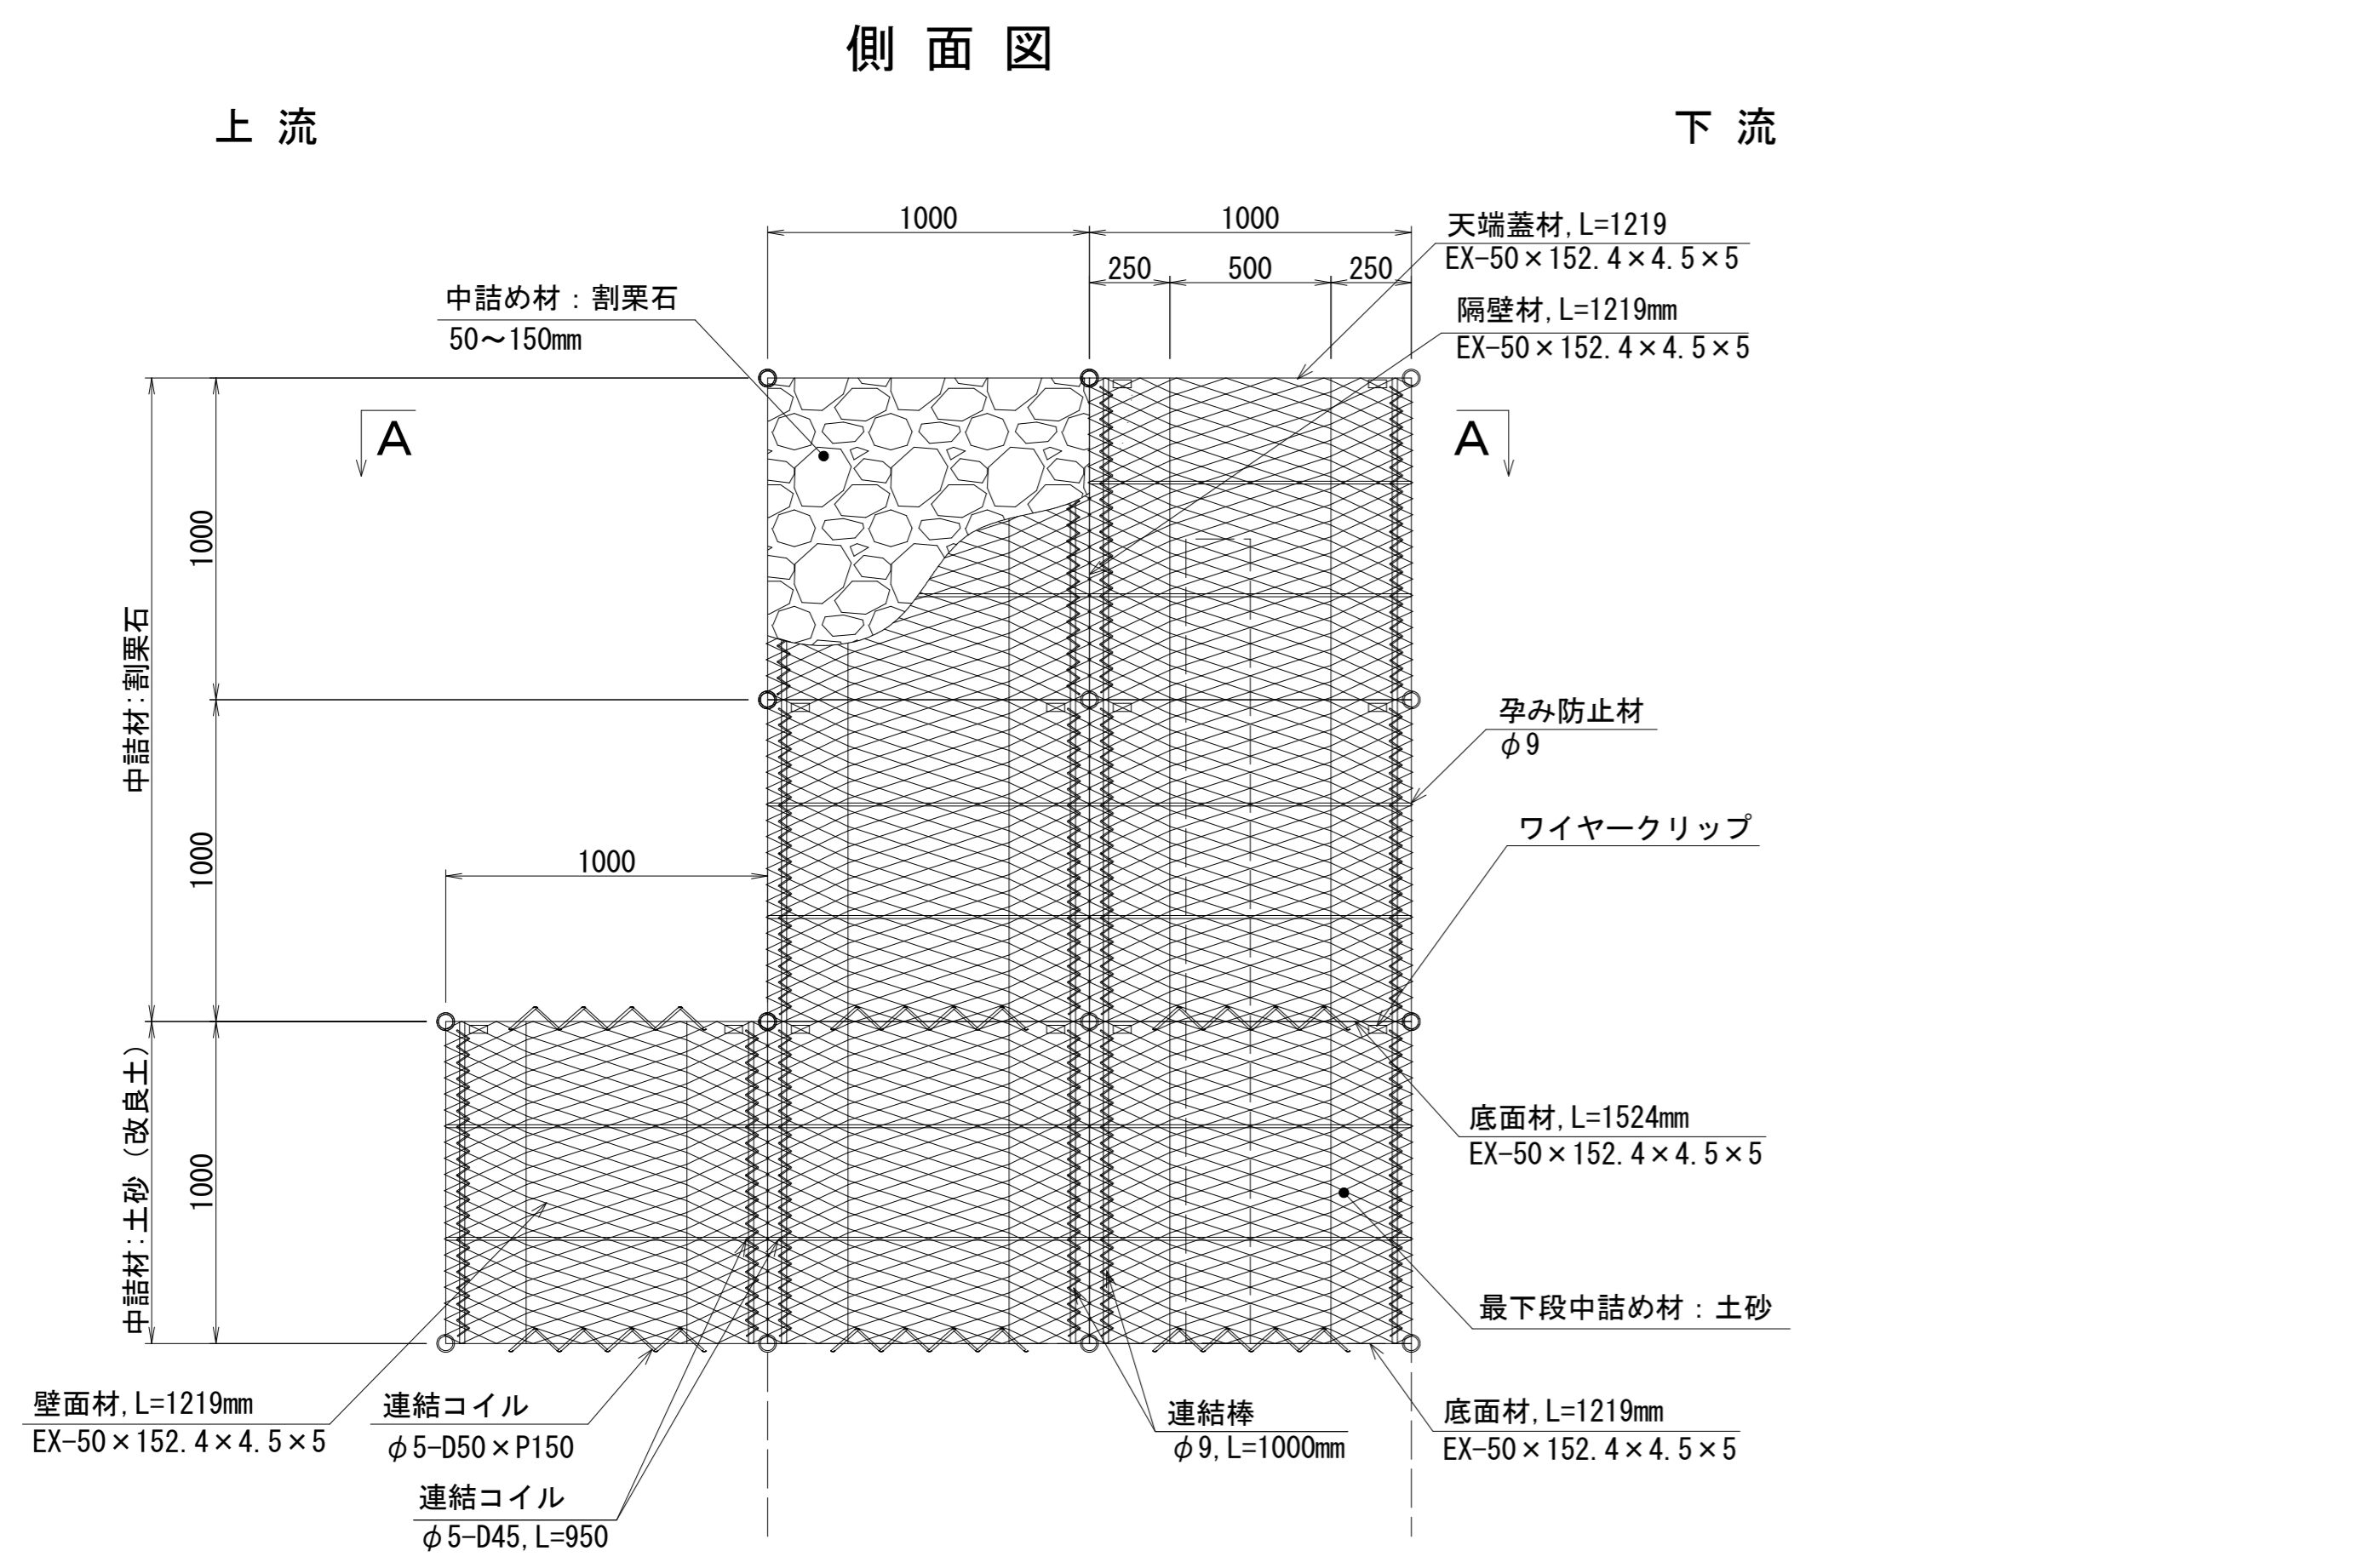 側面図
上流
下流
1000
1000
天端蓋材,L=1219
EX-50×152.4×4.5×5
250
500
250
中詰め材：割栗石
50～150mm
隔壁材,L=1219mm
EX-50×152.4×4.5×5
A
A
1000
中詰材：割栗石
孕み防止材
φ9
ワイヤークリップ
1000
1000
底面材,L=1524mm
EX-50×152.4×4.5×5
中詰材：土砂（改良土）
1000
最下段中詰め材：土砂
壁面材,L=1219mm
EX-50×152.4×4.5×5
連結コイル
φ5-D50×P150
連結棒
φ9,L=1000mm
底面材,L=1219mm
EX-50×152.4×4.5×5
連結コイル
φ5-D45,L=950